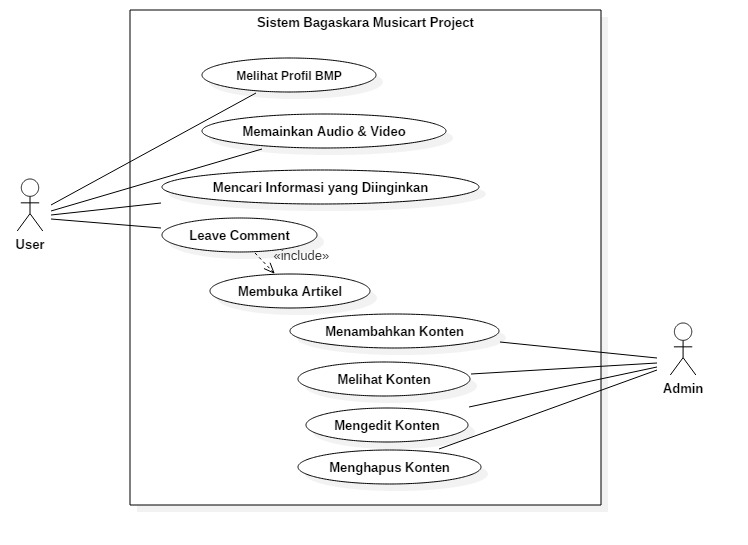 Sistem Bagaskara Musicart Project
Melihat Profil BMP
Memainkan Audio & Video
Mencari Informasi yang Diinginkan
Leave Comment
«include»
User
Membuka Artikel
Menambahkan Konten
Melihat Konten
Admin
Mengedit Konten
Menghapus Konten